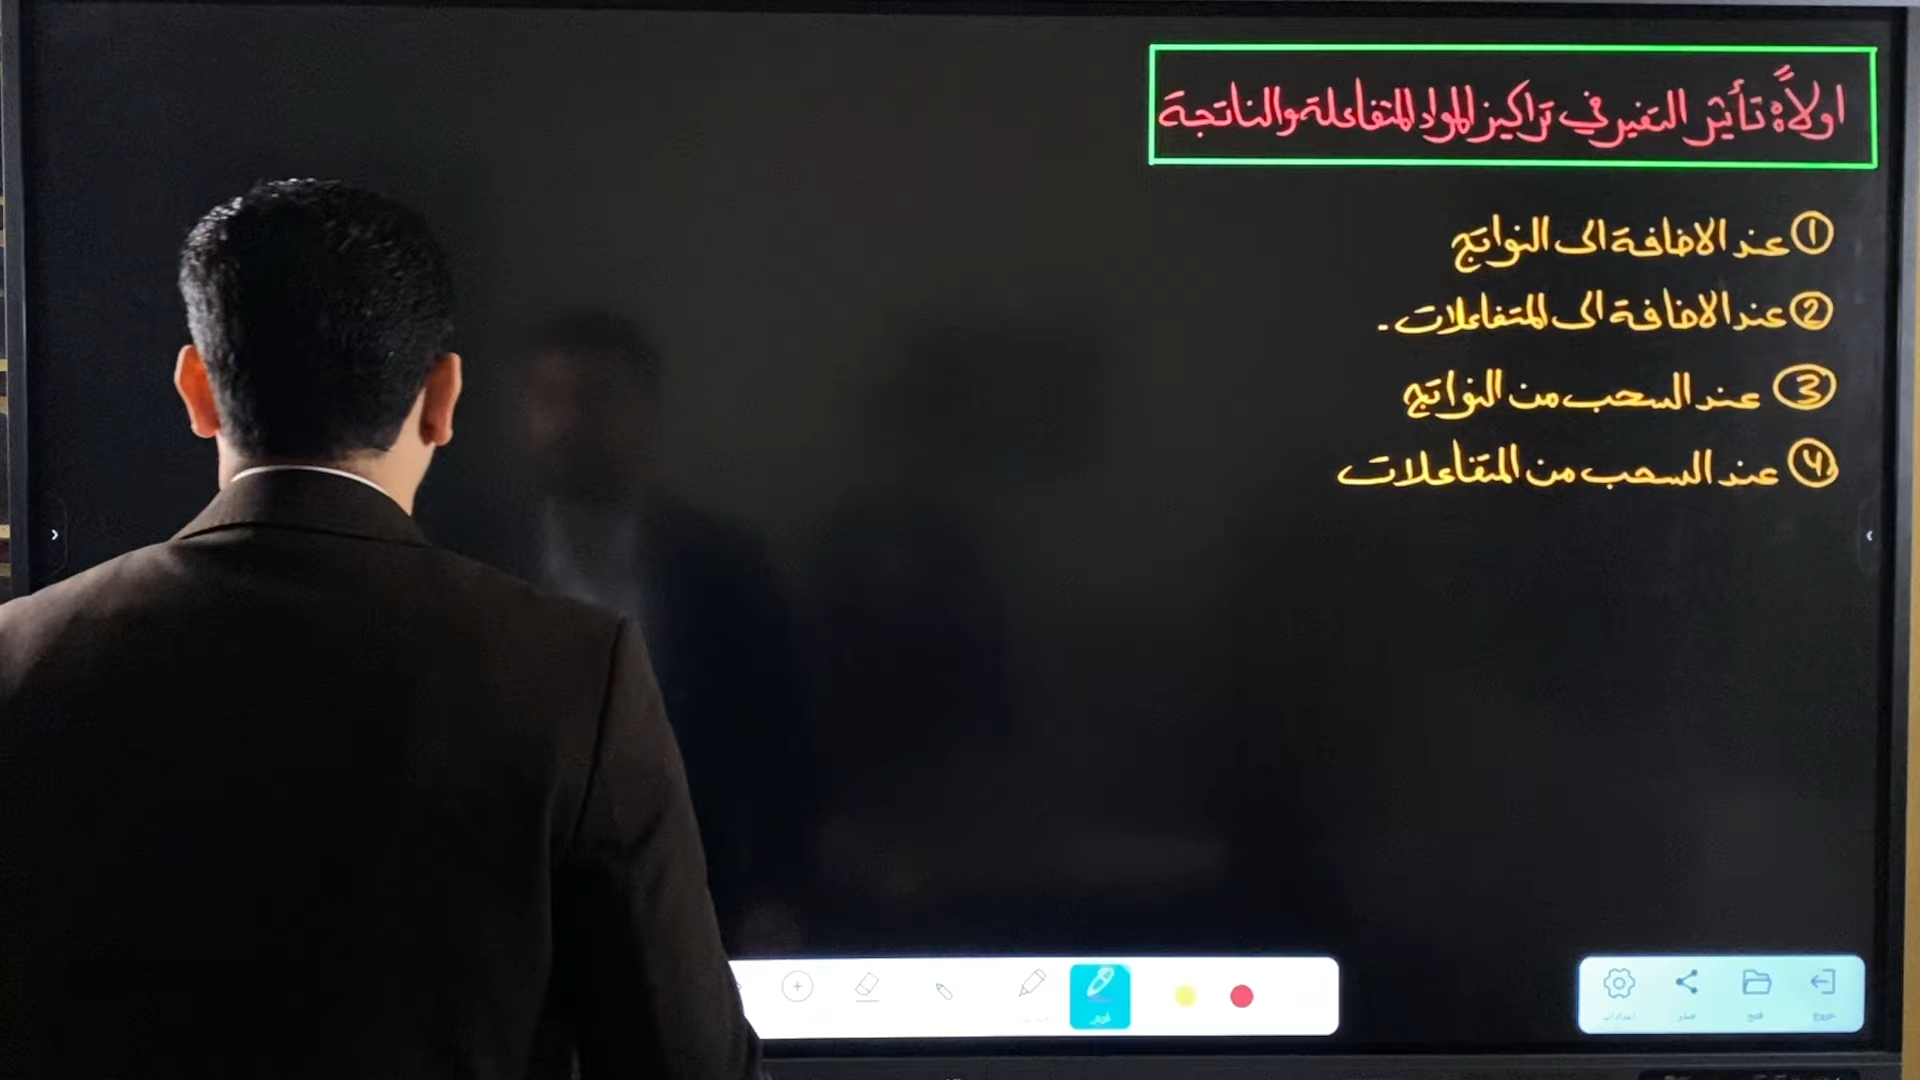 اولاً: تأثير التغير في تراكيز المواد المتفاعلة والناتجة
① عند الاضافة الى النواتج
② عند الاضافة الى المتفاعلات.
③ عند السحب من النواتج
④ عند السحب من المتفاعلات